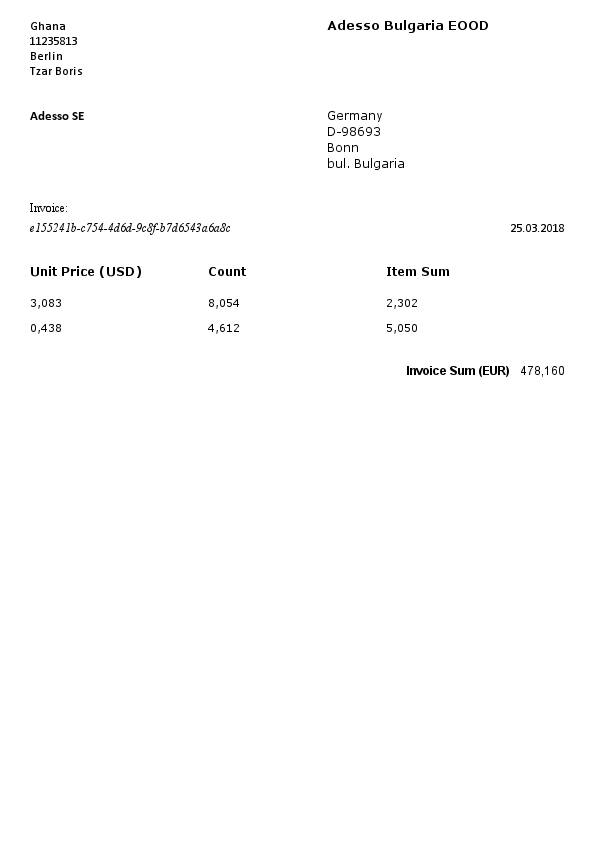 Ghana
11235813
Berlin
Tzar Boris
Adesso Bulgaria EOOD
Adesso SE
Germany
D-98693
Bonn
bul. Bulgaria
Invoice:
e155241b-c754-4d6d-9c8f-b7d6543a6a8c
25.03.2018
Unit Price (USD) Count Item Sum
3,083 8,054 2,302
0,438 4,612 5,050
Invoice Sum (EUR) 478,160